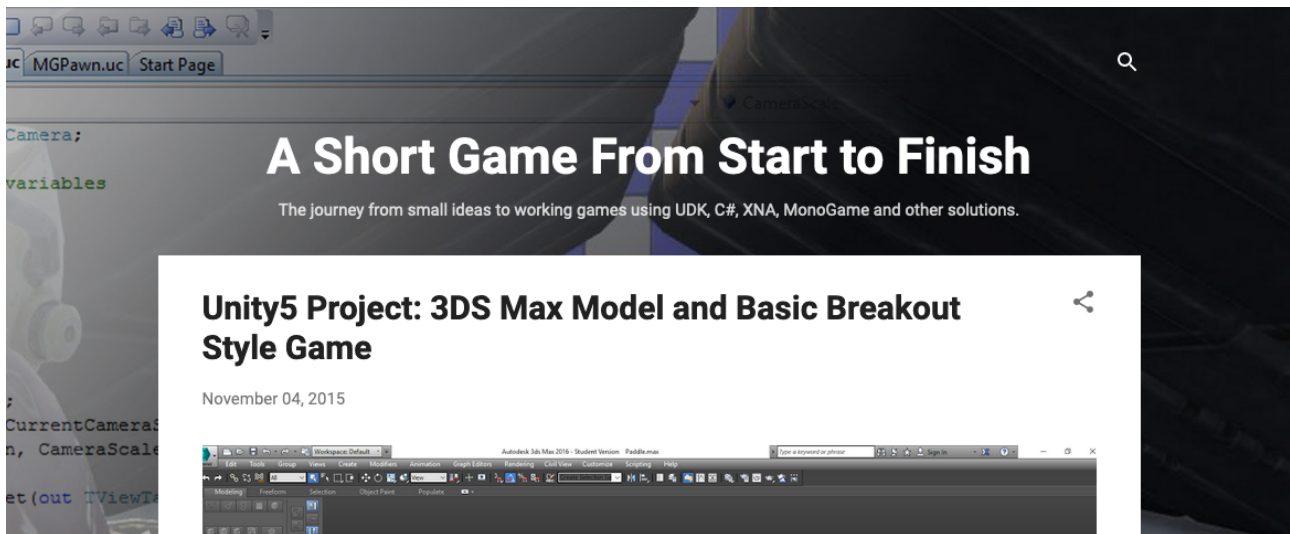 uc MGPawn.uc Start Page
CameraScale
Camera;
variables
A Short Game From Start to Finish
The journey from small ideas to working games using UDK, C#, XNA, MonoGame and other solutions.
Unity5 Project: 3DS Max Model and Basic Breakout
Style Game
November 04, 2015
;
CurrentCameraS
n, CameraScale
et(out TViewTa
Workspace: Default Autodesk 3ds Max 2016 - Student Version Paddle.max Type a keyword or phrase Sign In
Edit Tools Group Views Create Modifiers Animation Graph Editors Rendering Civil View Customize Scripting Help
All View Create Selection Se
Modeling Freeform Selection Object Paint Populate